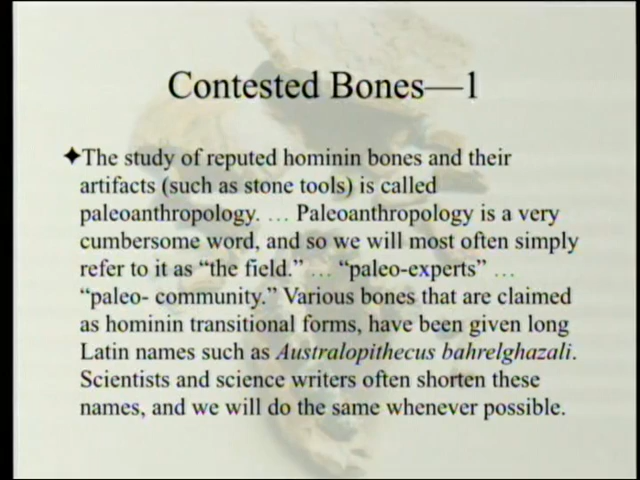 Contested Bones—1
✦The study of reputed hominin bones and their
artifacts (such as stone tools) is called
paleoanthropology. … Paleoanthropology is a very
cumbersome word, and so we will most often simply
refer to it as “the field.” … “paleo-experts” …
“paleo- community.” Various bones that are claimed
as hominin transitional forms, have been given long
Latin names such as Australopithecus bahrelghazali.
Scientists and science writers often shorten these
names, and we will do the same whenever possible.